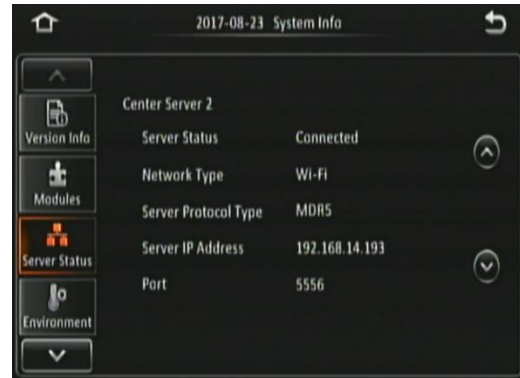 2017-08-23 System Info
Version Info
Modules
Server Status
Environment
Center Server 2
Server Status Connected
Network Type Wi-Fi
Server Protocol Type MDR5
Server IP Address 192.168.14.193
Port 5556